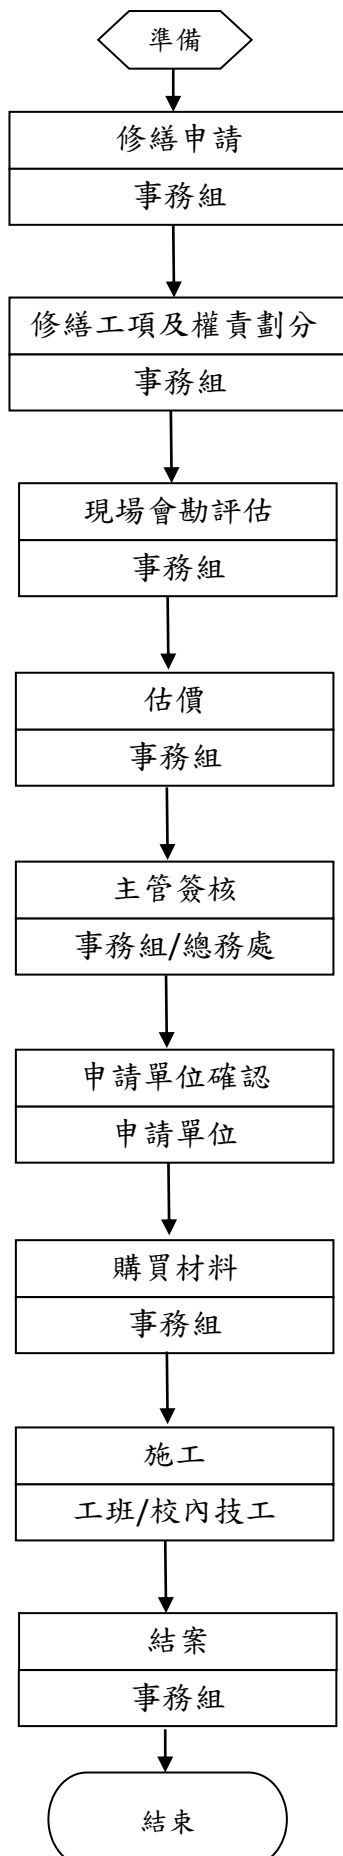 準備
修繕申請
事務組
修繕工項及權責劃分
事務組
現場會勘評估
事務組
估價
事務組
主管簽核
事務組/總務處
申請單位確認
申請單位
購買材料
事務組
施工
工班/校內技工
結案
事務組
結束